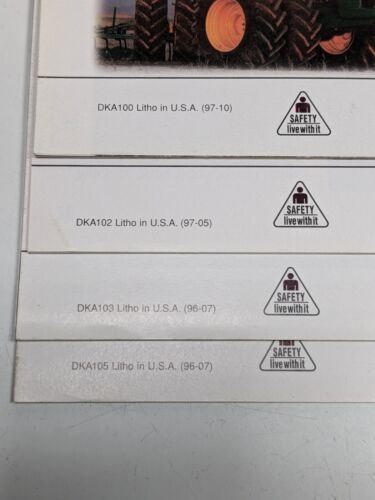 DKA100 Litho in U.S.A. (97-10)
SAFETY
live with it
DKA102 Litho in U.S.A. (97-05)
SAFETY
live with it
DKA103 Litho in U.S.A. (96-07)
SAFETY
live with it
DKA105 Litho in U.S.A. (96-07)
SAFETY
live with it